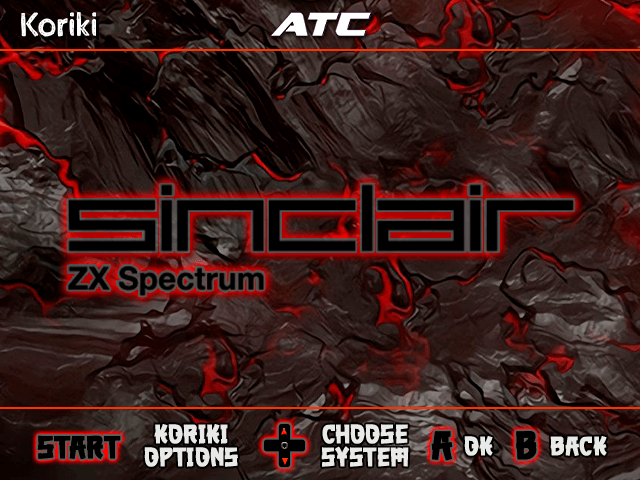 Koriki
ATC
sinclair
ZX Spectrum
START KORIKI OPTIONS CHOOSE SYSTEM A OK B BACK